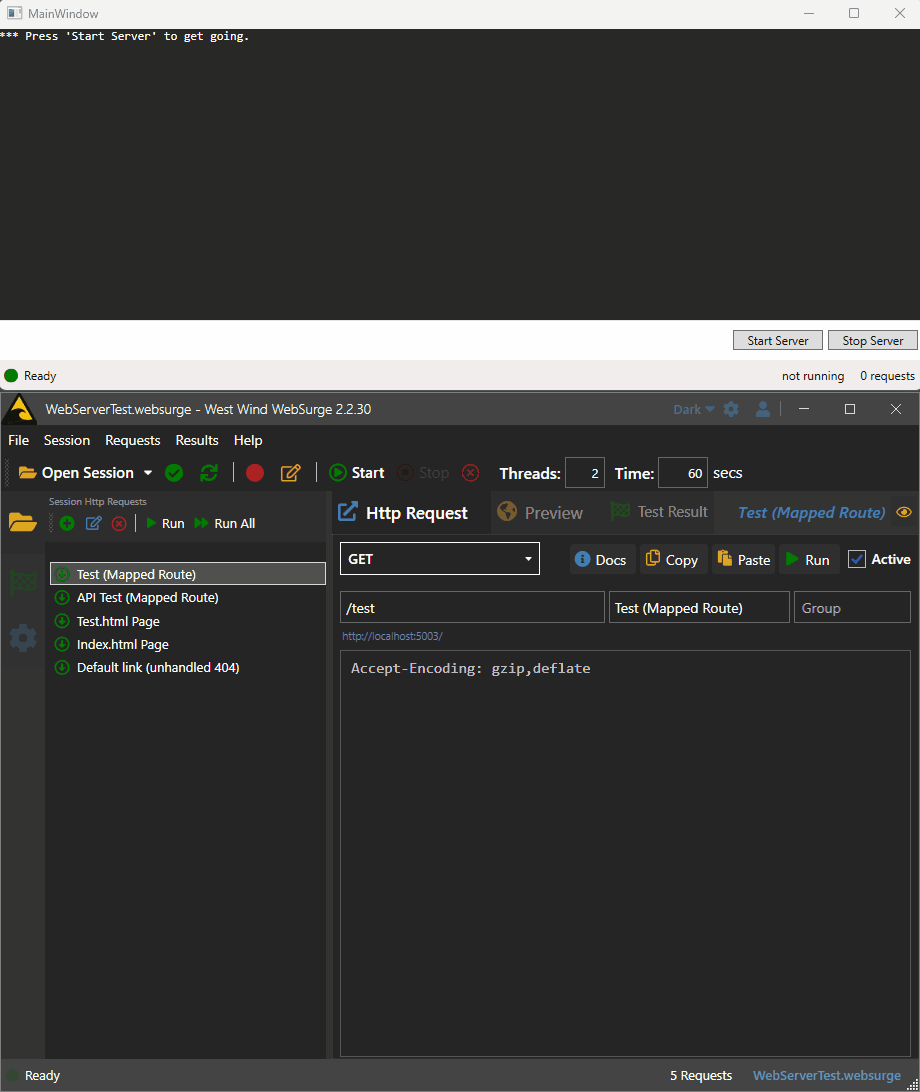 MainWindow
*** Press 'Start Server' to get going.
Start Server Stop Server
Ready not running 0 requests
WebServerTest.websurge - West Wind WebSurge 2.2.30 Dark
File Session Requests Results Help
Open Session Start Stop Threads: 2 Time: 60 secs
Session Http Requests
Run Run All
Http Request Preview Test Result Test (Mapped Route)
Test (Mapped Route)
API Test (Mapped Route)
Test.html Page
Index.html Page
Default link (unhandled 404)
GET Docs Copy Paste Run Active
/test Test (Mapped Route) Group
http://localhost:5003/
Accept-Encoding: gzip,deflate
Ready 5 Requests WebServerTest.websurge